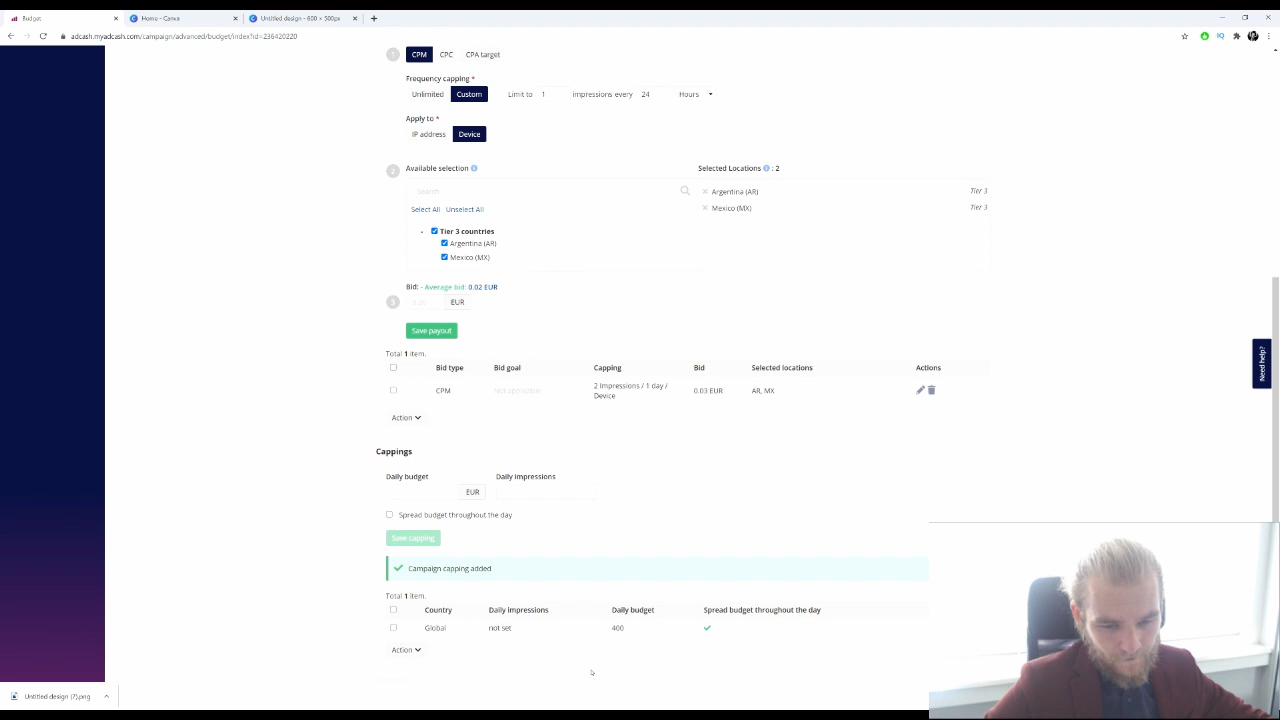 Budget
Home - Canva
Untitled design - 600 × 500px
adcash.myadcash.com/campaign/advanced/budget/index?id=236420220
1 CPM CPC CPA target
Frequency capping *
Unlimited Custom Limit to 1 impressions every 24 Hours
Apply to *
IP address Device
2 Available selection Selected Locations : 2
Search
Argentina (AR) Tier 3
Mexico (MX) Tier 3
Select All Unselect All
Tier 3 countries
Argentina (AR)
Mexico (MX)
Bid: - Average bid: 0.02 EUR
3 EUR
Save payout
Total 1 item.
Bid type Bid goal Capping Bid Selected locations Actions
CPM Not applicable 2 Impressions / 1 day / Device 0.03 EUR AR, MX
Action
Cappings
Daily budget Daily impressions
EUR
Spread budget throughout the day
Save capping
Campaign capping added
Total 1 item.
Country Daily impressions Daily budget Spread budget throughout the day
Global not set 400
Action
Need help?
Untitled design (7).png